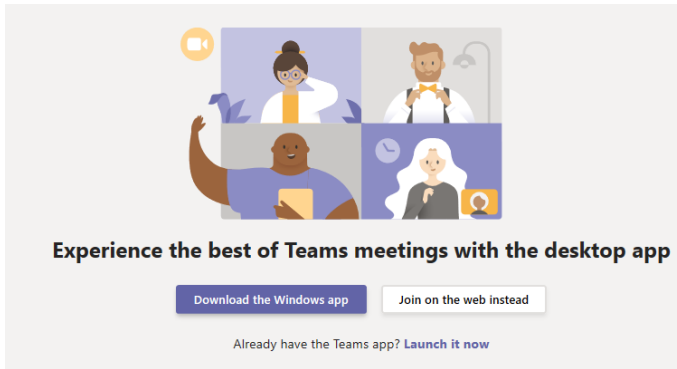 Experience the best of Teams meetings with the desktop app
Download the Windows app
Join on the web instead
Already have the Teams app? Launch it now